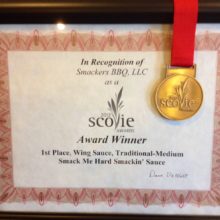 In Recognition of
Smackers BBQ, LLC
as a
scovie
AWARDS
Award Winner
1st Place, Wing Sauce, Traditional-Medium
Smack Me Hard Smackin' Sauce
scovie